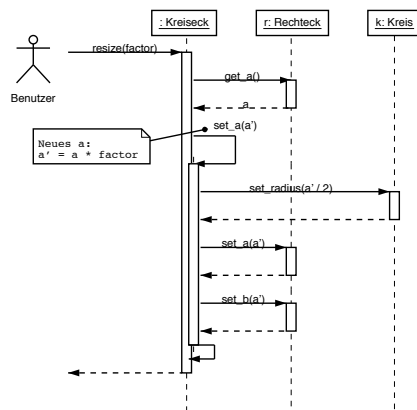 : Kreiseck
r: Rechteck
k: Kreis
resize(factor)
get_a()
Benutzer
a
set_a(a')
Neues a:
a' = a * factor
set_radius(a' / 2)
set_a(a')
set_b(a')